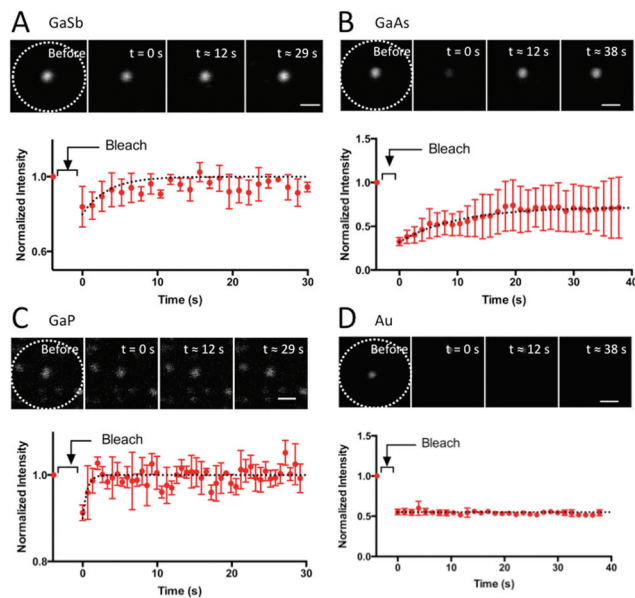 A GaSb
Before t = 0 s t ≈ 12 s t ≈ 29 s
Bleach
Normalized Intensity
1.0
0.6
0 10 20 30
Time (s)
B GaAs
Before t = 0 s t ≈ 12 s t ≈ 38 s
Bleach
Normalized Intensity
1.5
1.0
0.5
0.0
0 10 20 30 40
Time (s)
C GaP
Before t = 0 s t ≈ 12 s t ≈ 29 s
Bleach
Normalized Intensity
1.0
0.8
0 10 20 30
Time (s)
D Au
Before t = 0 s t ≈ 12 s t ≈ 38 s
Bleach
Normalized Intensity
1.5
1.0
0.5
0.0
0 10 20 30 40
Time (s)